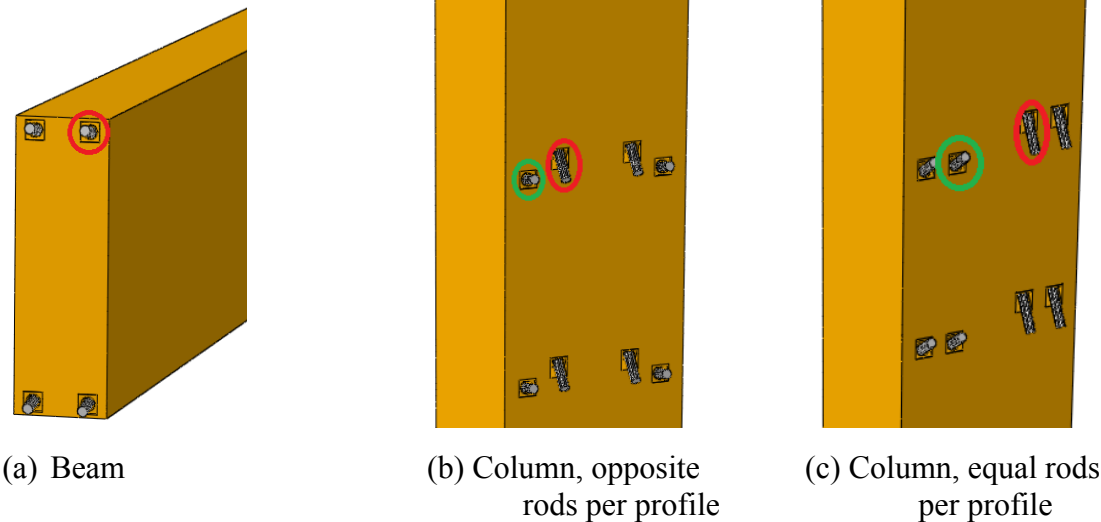 (a) Beam
(b) Column, opposite
rods per profile
(c) Column, equal rods
per profile